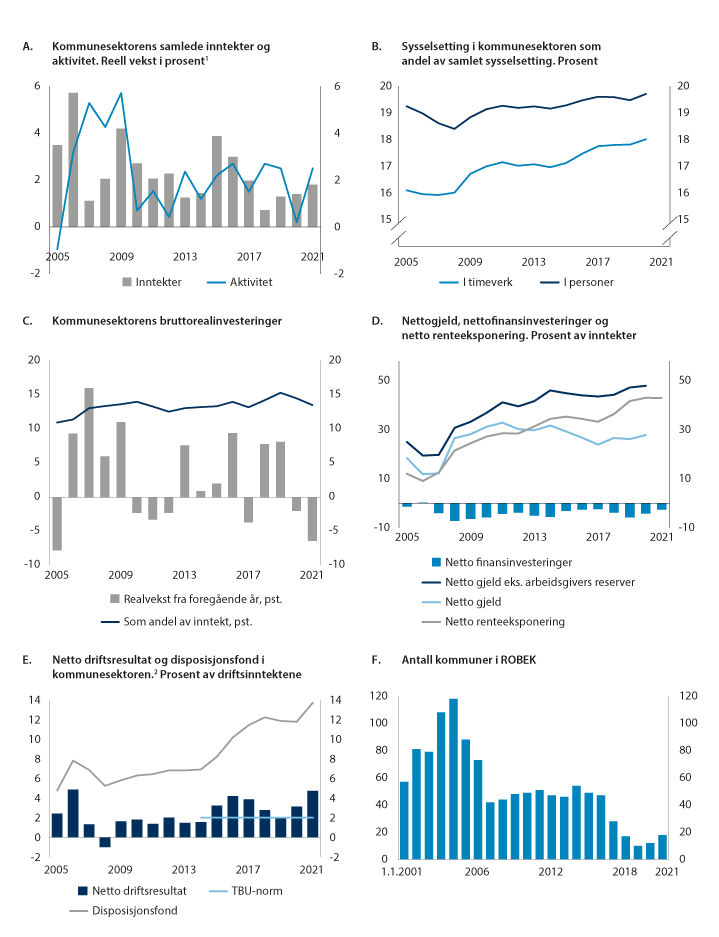 A. Kommunesektorens samlede inntekter og
aktivitet. Reell vekst i prosent¹
6 6
4 4
2 2
0 0
-2 -2
2005 2009 2013 2017 2021
Inntekter Aktivitet
B. Sysselsetting i kommunesektoren som
andel av samlet sysselsetting. Prosent
20 20
19 19
18 18
17 17
16 16
15 15
2005 2009 2013 2017 2021
I timeverk I personer
C. Kommunesektorens bruttorealinvesteringer
20 20
15 15
10 10
5 5
0 0
-5 -5
-10 -10
2005 2009 2013 2017 2021
Realvekst fra foregående år, pst.
Som andel av inntekt, pst.
D. Nettogjeld, nettofinansinvesteringer og
netto renteeksponering. Prosent av inntekter
50 50
30 30
10 10
-10 -10
2005 2009 2013 2017 2021
Netto finansinvesteringer
Netto gjeld eks. arbeidsgivers reserver
Netto gjeld
Netto renteeksponering
E. Netto driftsresultat og disposisjonsfond i
kommunesektoren.² Prosent av driftsinntektene
14 14
12 12
10 10
8 8
6 6
4 4
2 2
0 0
-2 -2
2005 2009 2013 2017 2021
Netto driftsresultat TBU-norm
Disposisjonsfond
F. Antall kommuner i ROBEK
120 120
100 100
80 80
60 60
40 40
20 20
0 0
1.1.2001 2006 2012 2018 2021